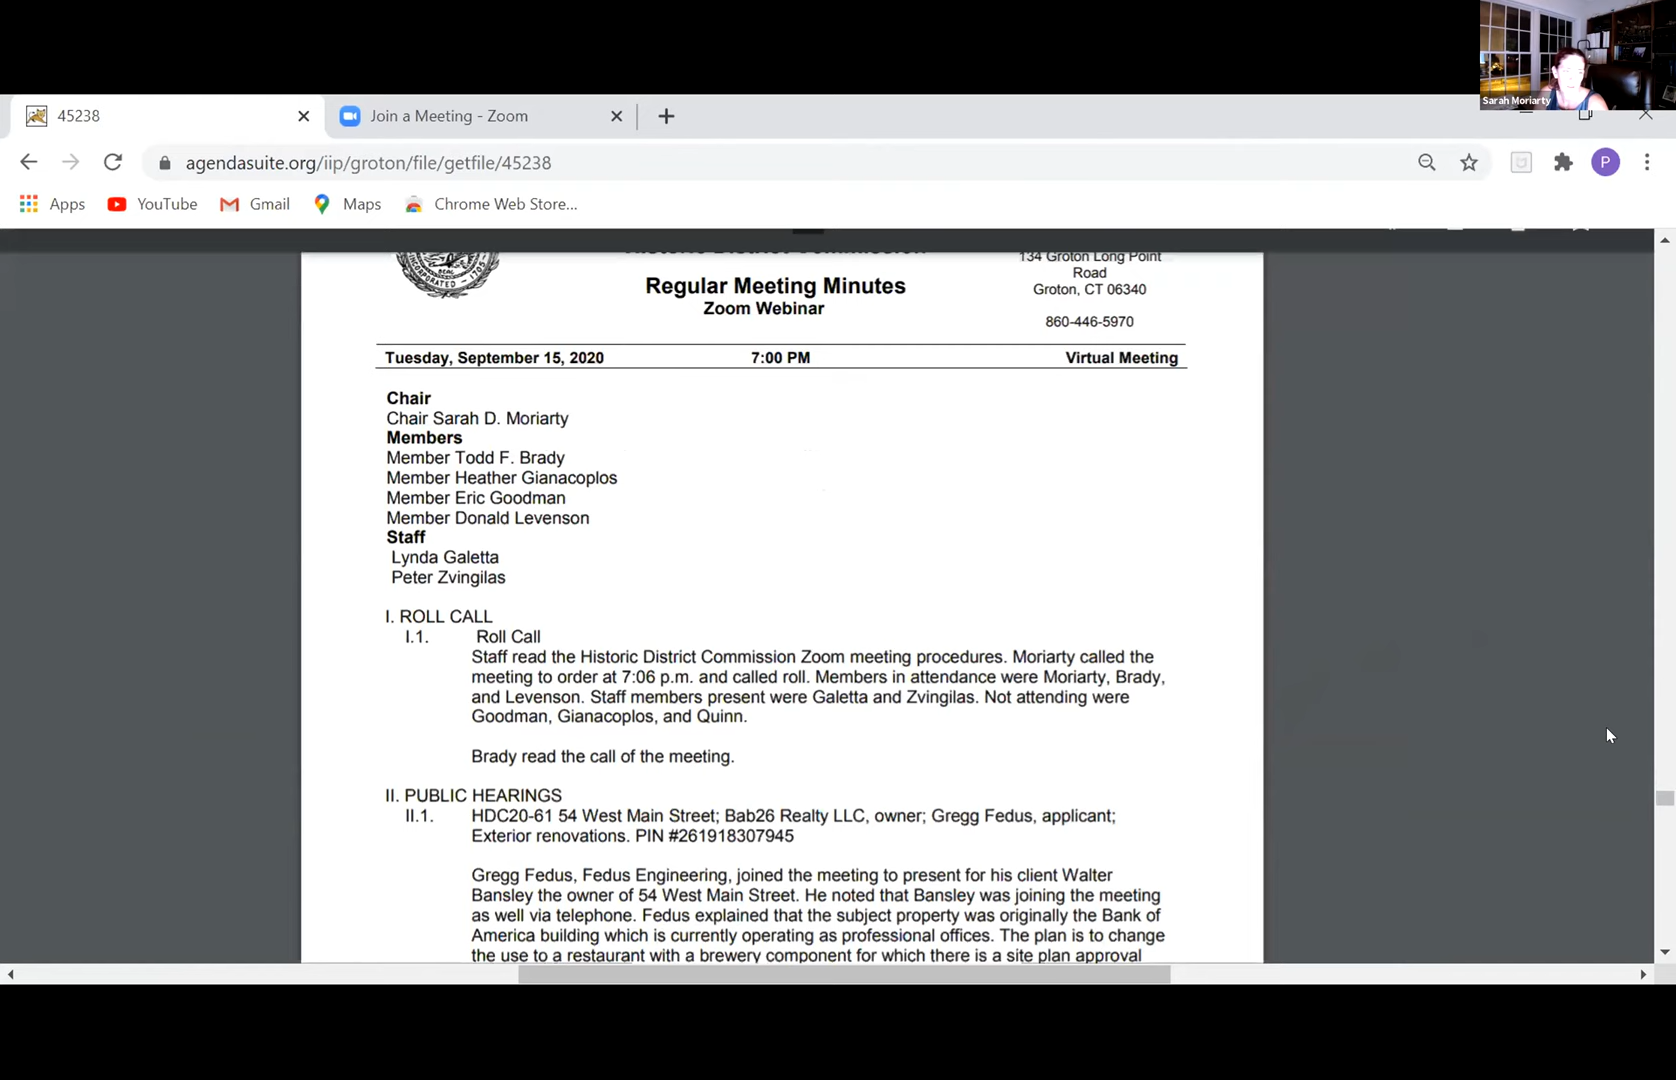 Sarah Moriarty
45238
Join a Meeting - Zoom
agendasuite.org/iip/groton/file/getfile/45238
P
Apps
YouTube
Gmail
Maps
Chrome Web Store...
INCORPORATED - 1705
Historic District Commission
134 Groton Long Point
Road
Regular Meeting Minutes
Groton, CT 06340
Zoom Webinar
860-446-5970
Tuesday, September 15, 2020 7:00 PM Virtual Meeting
Chair
Chair Sarah D. Moriarty
Members
Member Todd F. Brady
Member Heather Gianacoplos
Member Eric Goodman
Member Donald Levenson
Staff
Lynda Galetta
Peter Zvingilas
I. ROLL CALL
I.1. Roll Call
Staff read the Historic District Commission Zoom meeting procedures. Moriarty called the
meeting to order at 7:06 p.m. and called roll. Members in attendance were Moriarty, Brady,
and Levenson. Staff members present were Galetta and Zvingilas. Not attending were
Goodman, Gianacoplos, and Quinn.
Brady read the call of the meeting.
II. PUBLIC HEARINGS
II.1. HDC20-61 54 West Main Street; Bab26 Realty LLC, owner; Gregg Fedus, applicant;
Exterior renovations. PIN #261918307945
Gregg Fedus, Fedus Engineering, joined the meeting to present for his client Walter
Bansley the owner of 54 West Main Street. He noted that Bansley was joining the meeting
as well via telephone. Fedus explained that the subject property was originally the Bank of
America building which is currently operating as professional offices. The plan is to change
the use to a restaurant with a brewery component for which there is a site plan approval